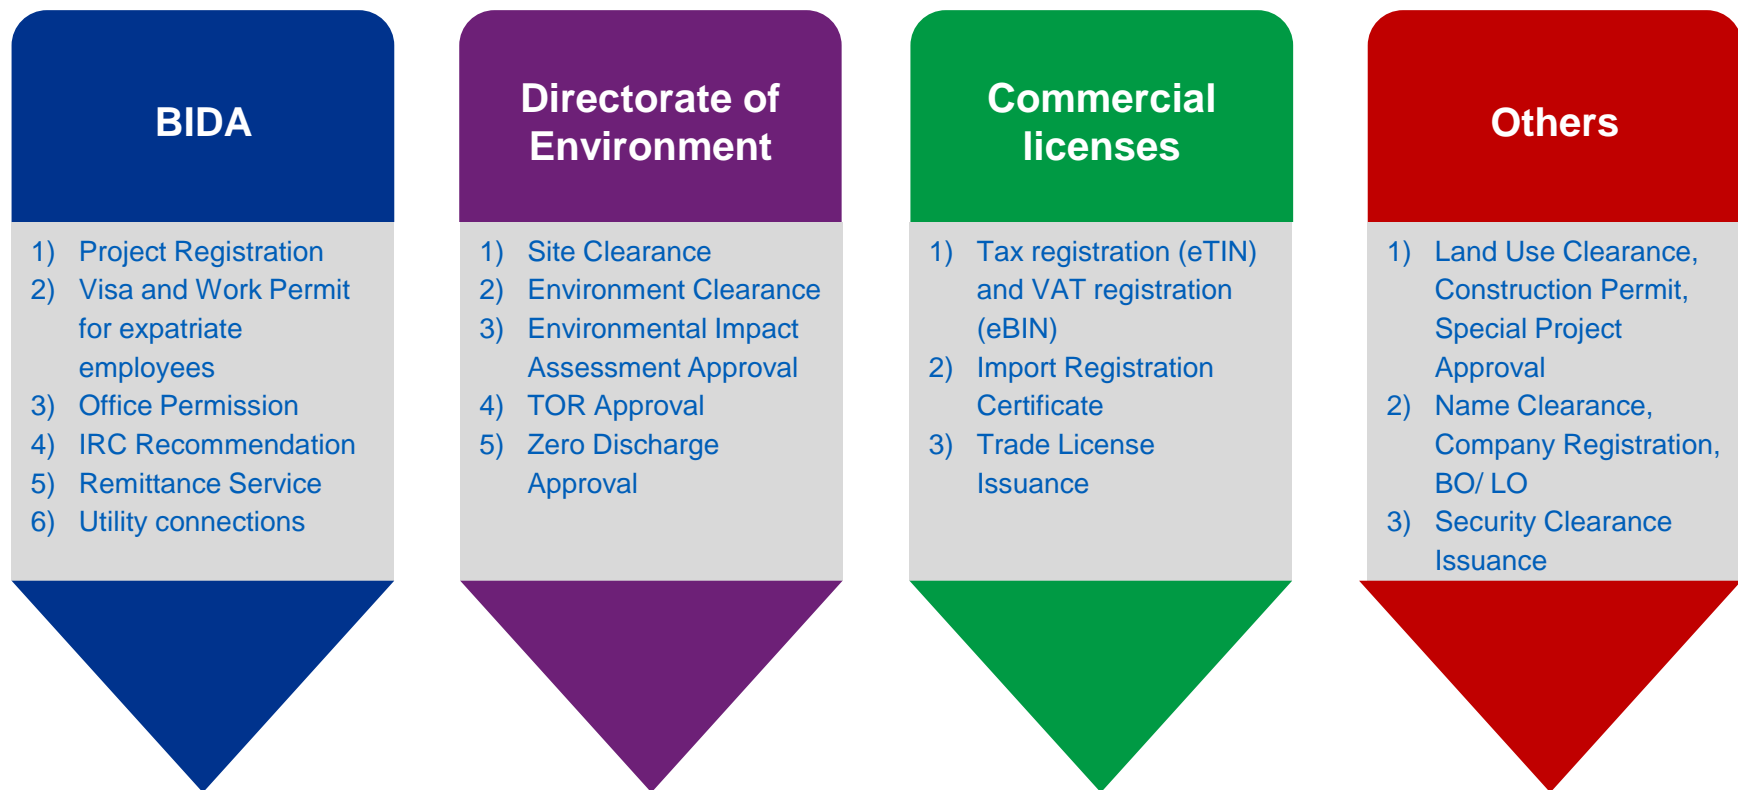 BIDA
1) Project Registration
2) Visa and Work Permit
for expatriate
employees
3) Office Permission
4) IRC Recommendation
5) Remittance Service
6) Utility connections
Directorate of
Environment
1) Site Clearance
2) Environment Clearance
3) Environmental Impact
Assessment Approval
4) TOR Approval
5) Zero Discharge
Approval
Commercial
licenses
1) Tax registration (eTIN)
and VAT registration
(eBIN)
2) Import Registration
Certificate
3) Trade License
Issuance
Others
1) Land Use Clearance,
Construction Permit,
Special Project
Approval
2) Name Clearance,
Company Registration,
BO/ LO
3) Security Clearance
Issuance